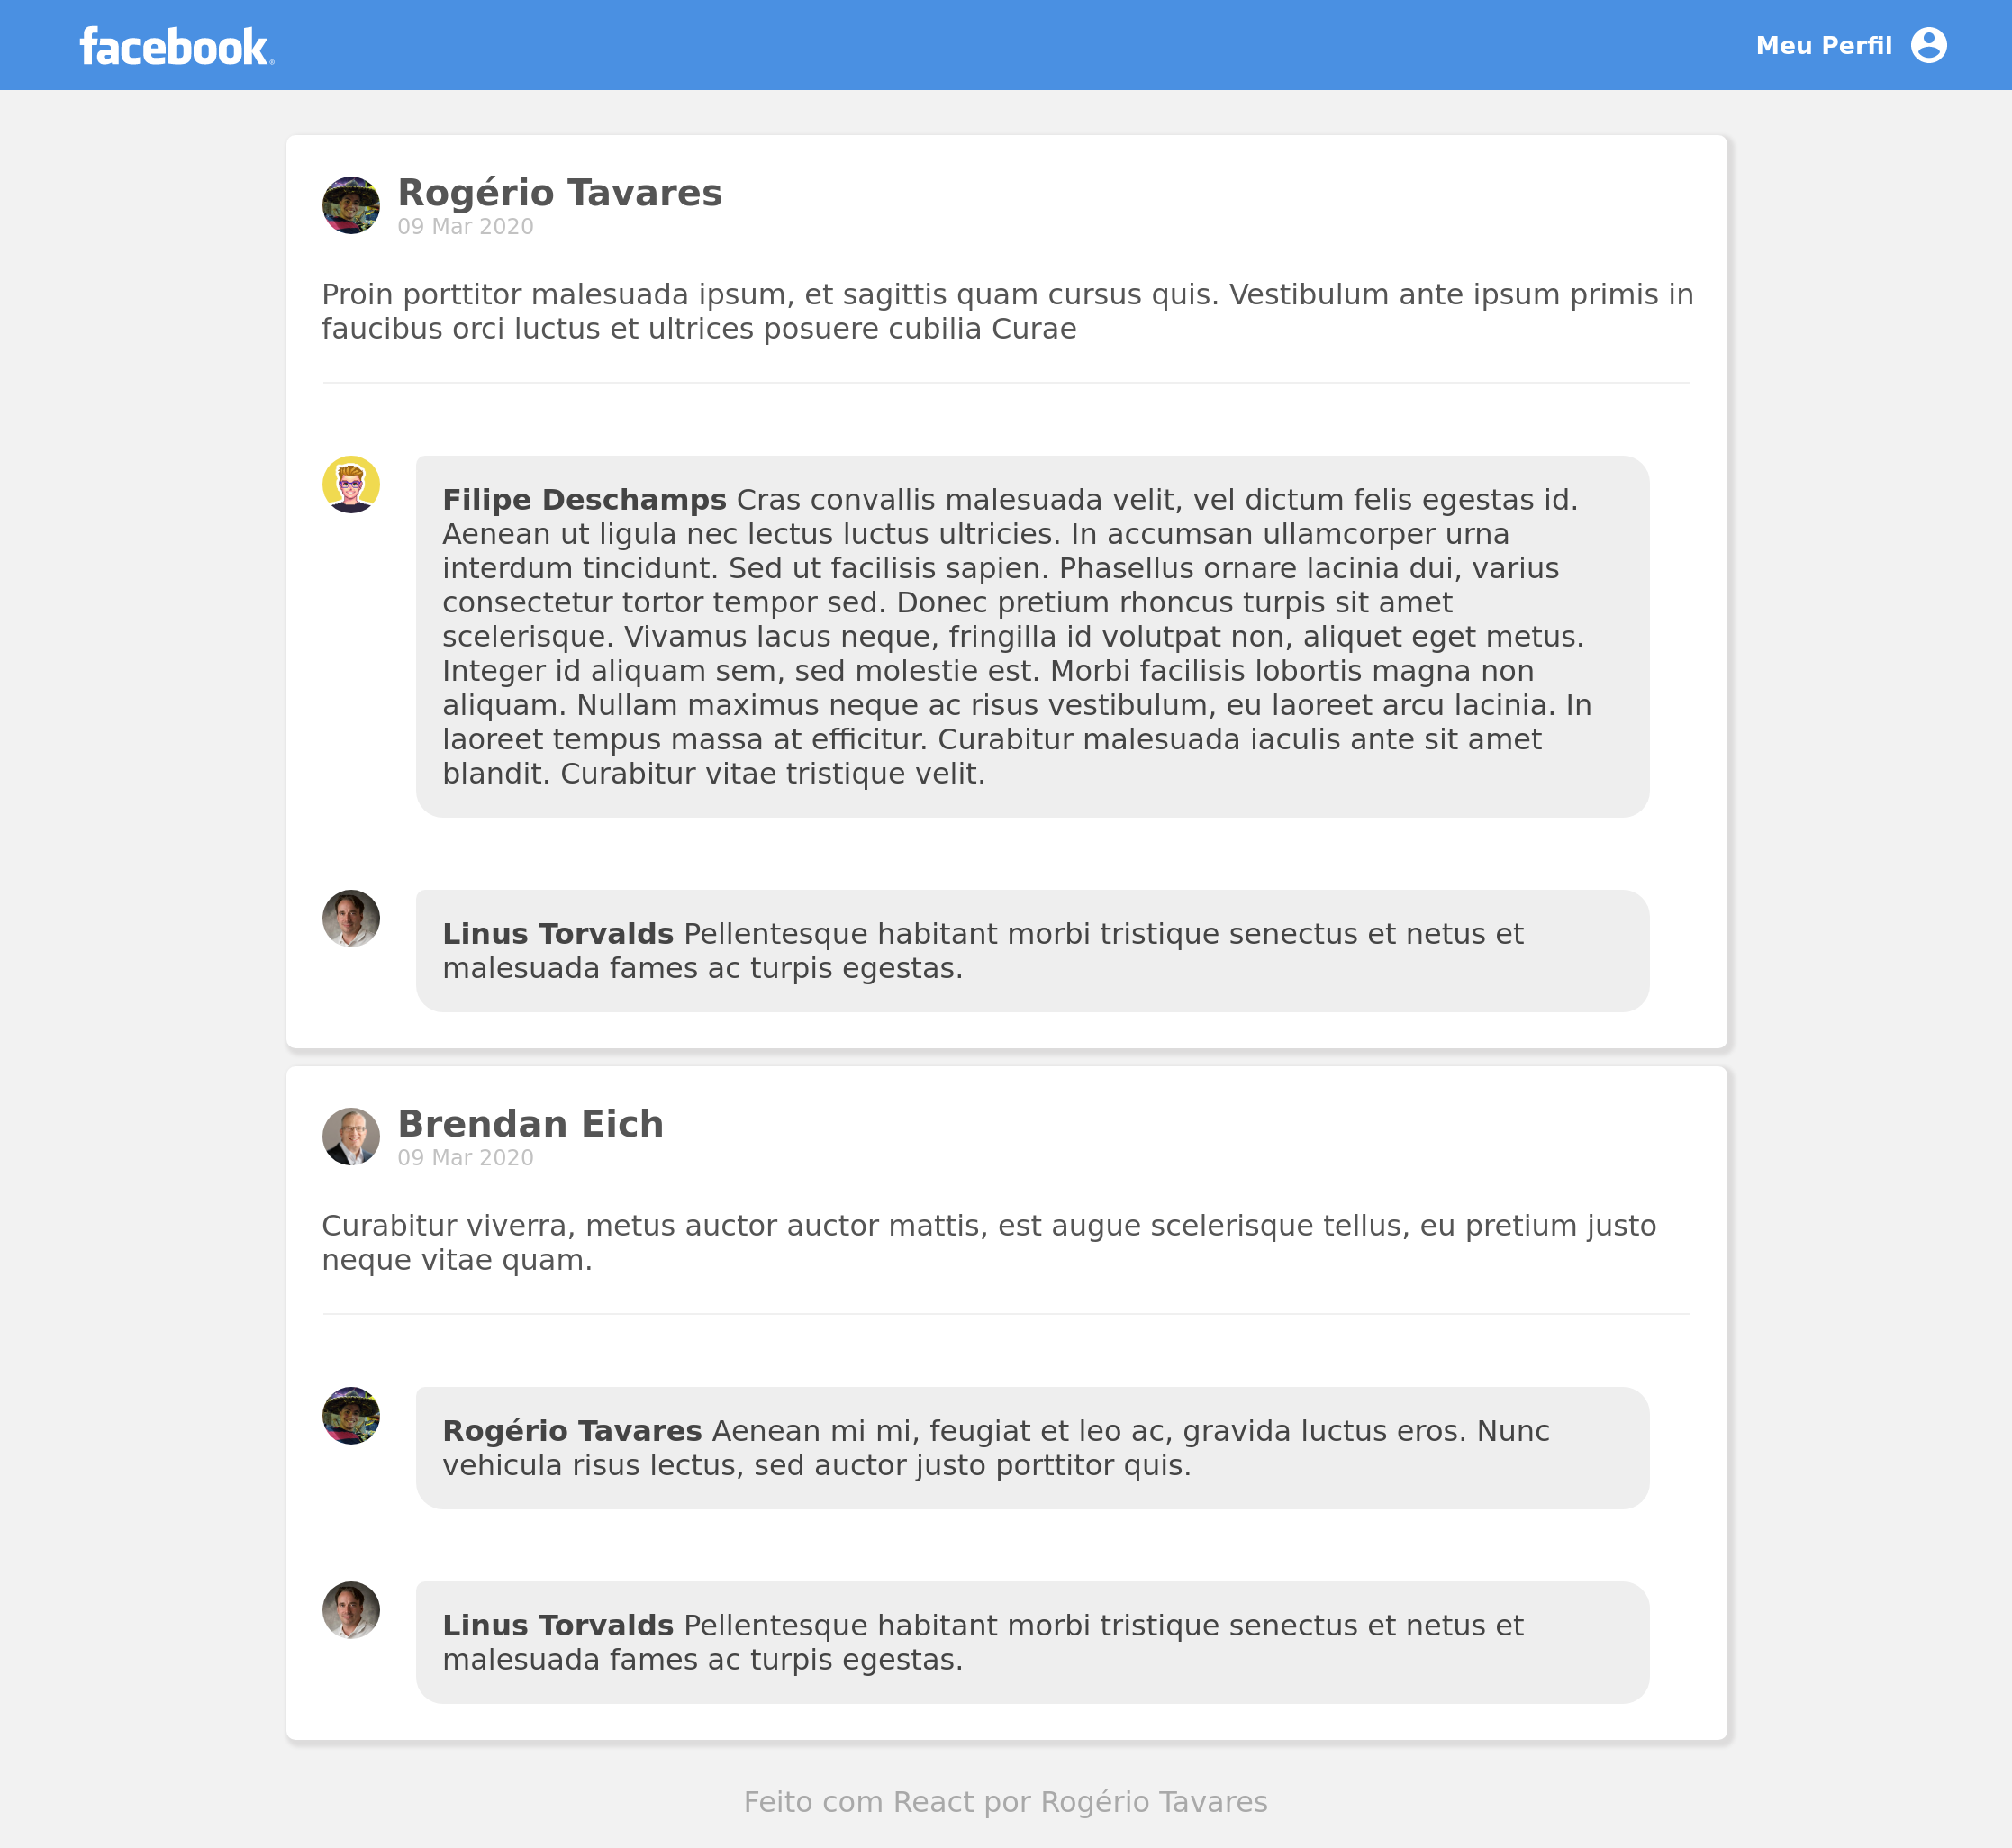 facebook
Meu Perfil
Rogério Tavares
09 Mar 2020
Proin porttitor malesuada ipsum, et sagittis quam cursus quis. Vestibulum ante ipsum primis in
faucibus orci luctus et ultrices posuere cubilia Curae
Filipe Deschamps Cras convallis malesuada velit, vel dictum felis egestas id.
Aenean ut ligula nec lectus luctus ultricies. In accumsan ullamcorper urna
interdum tincidunt. Sed ut facilisis sapien. Phasellus ornare lacinia dui, varius
consectetur tortor tempor sed. Donec pretium rhoncus turpis sit amet
scelerisque. Vivamus lacus neque, fringilla id volutpat non, aliquet eget metus.
Integer id aliquam sem, sed molestie est. Morbi facilisis lobortis magna non
aliquam. Nullam maximus neque ac risus vestibulum, eu laoreet arcu lacinia. In
laoreet tempus massa at efficitur. Curabitur malesuada iaculis ante sit amet
blandit. Curabitur vitae tristique velit.
Linus Torvalds Pellentesque habitant morbi tristique senectus et netus et
malesuada fames ac turpis egestas.
Brendan Eich
09 Mar 2020
Curabitur viverra, metus auctor auctor mattis, est augue scelerisque tellus, eu pretium justo
neque vitae quam.
Rogério Tavares Aenean mi mi, feugiat et leo ac, gravida luctus eros. Nunc
vehicula risus lectus, sed auctor justo porttitor quis.
Linus Torvalds Pellentesque habitant morbi tristique senectus et netus et
malesuada fames ac turpis egestas.
Feito com React por Rogério Tavares